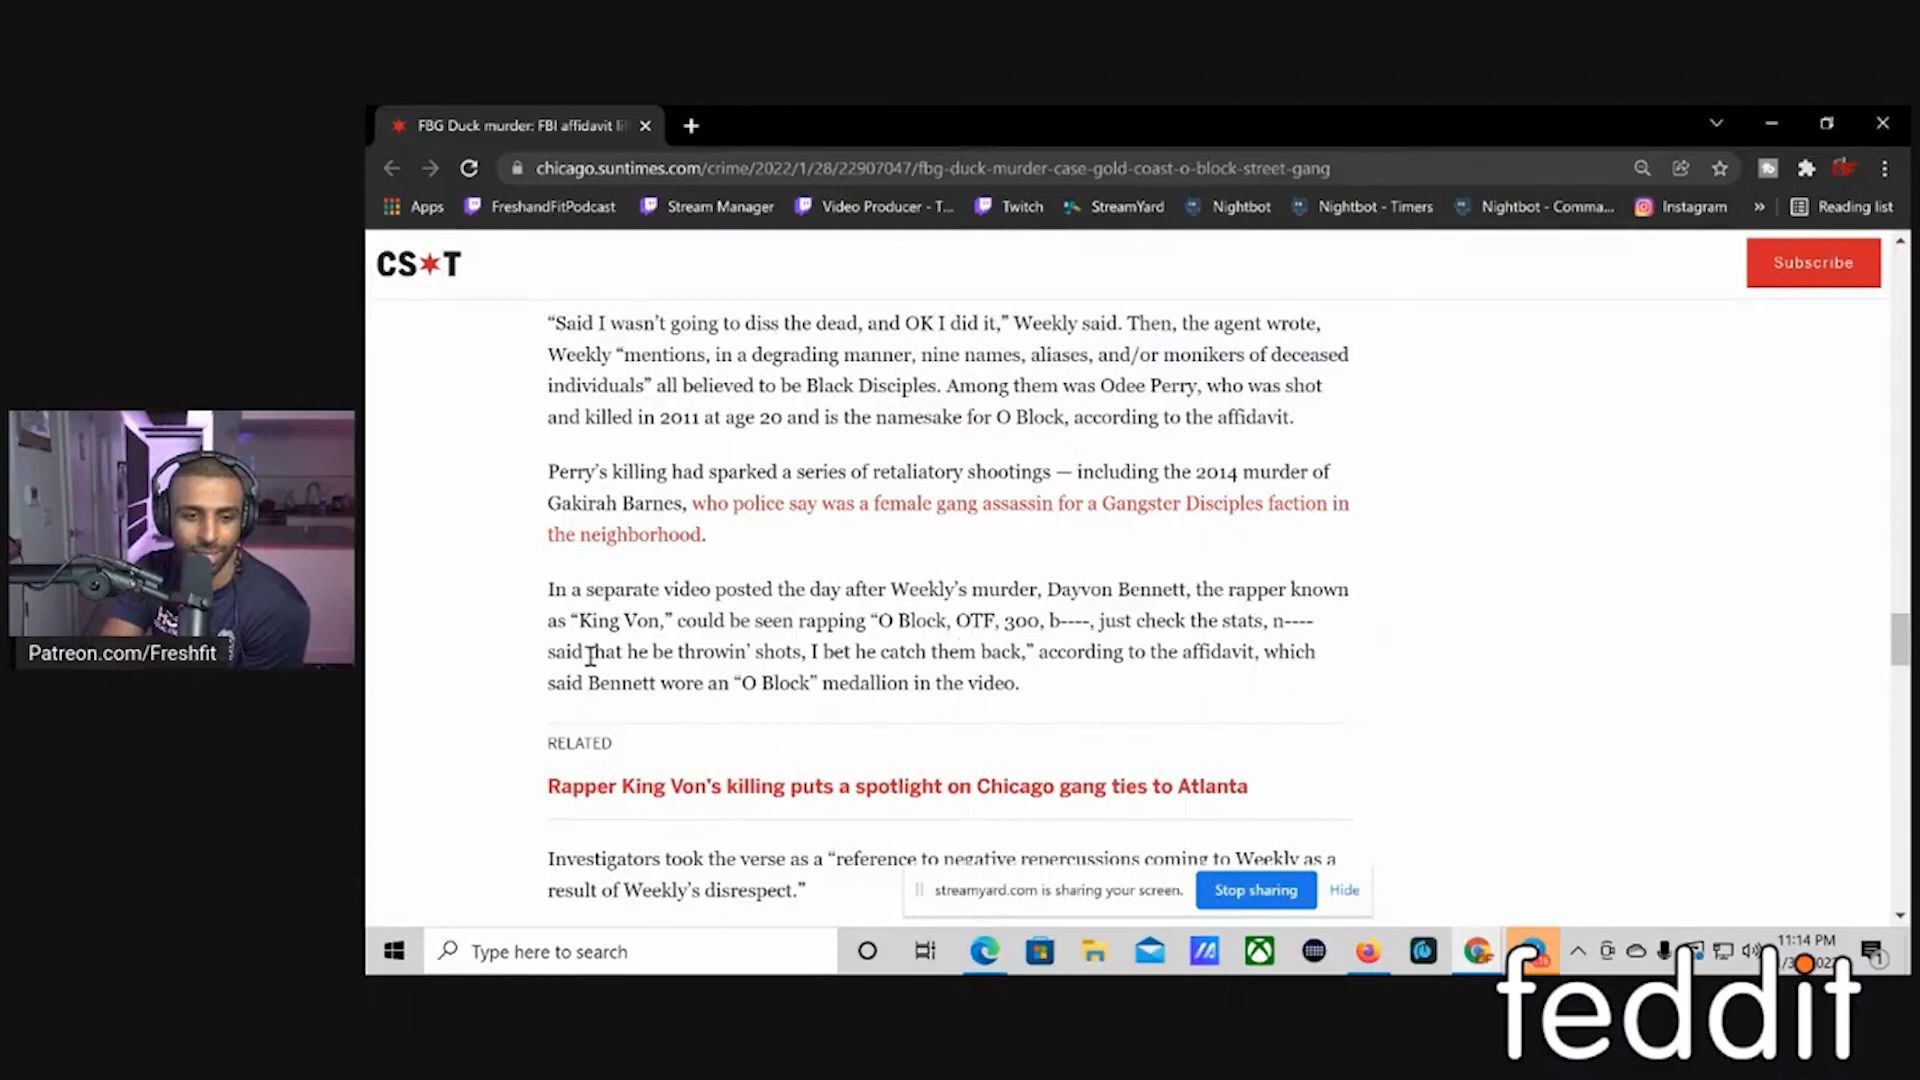 FBG Duck murder: FBI affidavit li
chicago.suntimes.com/crime/2022/1/28/22907047/fbg-duck-murder-case-gold-coast-o-block-street-gang
Apps FreshandFitPodcast Stream Manager Video Producer - T... Twitch StreamYard Nightbot Nightbot - Timers Nightbot - Comma... Instagram » Reading list
CS T
Subscribe
“Said I wasn’t going to diss the dead, and OK I did it,” Weekly said. Then, the agent wrote,
Weekly “mentions, in a degrading manner, nine names, aliases, and/or monikers of deceased
individuals” all believed to be Black Disciples. Among them was Odee Perry, who was shot
and killed in 2011 at age 20 and is the namesake for O Block, according to the affidavit.
Perry’s killing had sparked a series of retaliatory shootings — including the 2014 murder of
Gakirah Barnes, who police say was a female gang assassin for a Gangster Disciples faction in
the neighborhood.
In a separate video posted the day after Weekly’s murder, Dayvon Bennett, the rapper known
as “King Von,” could be seen rapping “O Block, OTF, 300, b----, just check the stats, n----
said that he be throwin’ shots, I bet he catch them back,” according to the affidavit, which
said Bennett wore an “O Block” medallion in the video.
RELATED
Rapper King Von’s killing puts a spotlight on Chicago gang ties to Atlanta
Investigators took the verse as a “reference to negative repercussions coming to Weekly as a
result of Weekly’s disrespect.”
streamyard.com is sharing your screen. Stop sharing Hide
Patreon.com/Freshfit
Type here to search
11:14 PM
feddit